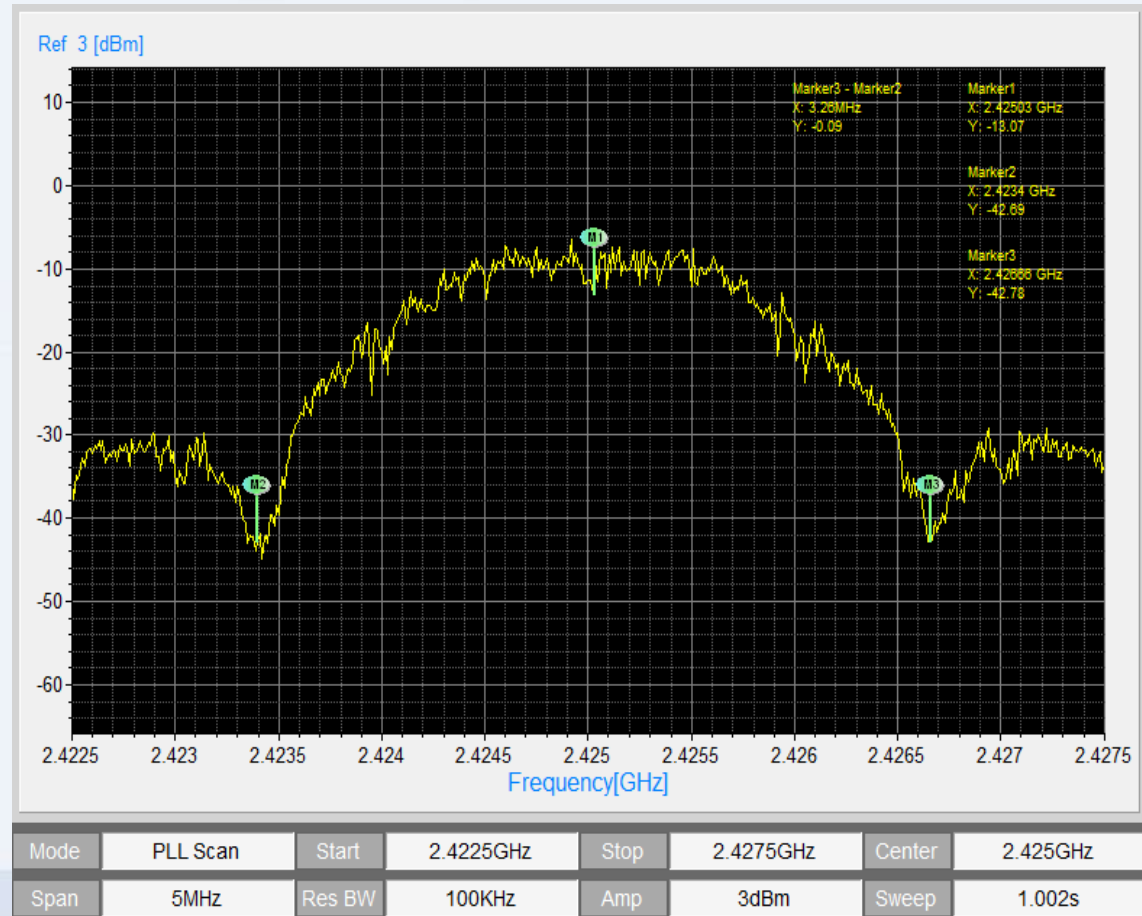 Ref 3 [dBm]
Marker3 - Marker2
X: 3.26MHz
Y: -0.09
Marker1
X: 2.42503 GHz
Y: -13.07
Marker2
X: 2.4234 GHz
Y: -42.69
Marker3
X: 2.42666 GHz
Y: -42.78
10
0
-10
-20
-30
-40
-50
-60
M1
M2
M3
2.4225 2.423 2.4235 2.424 2.4245 2.425 2.4255 2.426 2.4265 2.427 2.4275
Frequency[GHz]
Mode PLL Scan Start 2.4225GHz Stop 2.4275GHz Center 2.425GHz
Span 5MHz Res BW 100KHz Amp 3dBm Sweep 1.002s